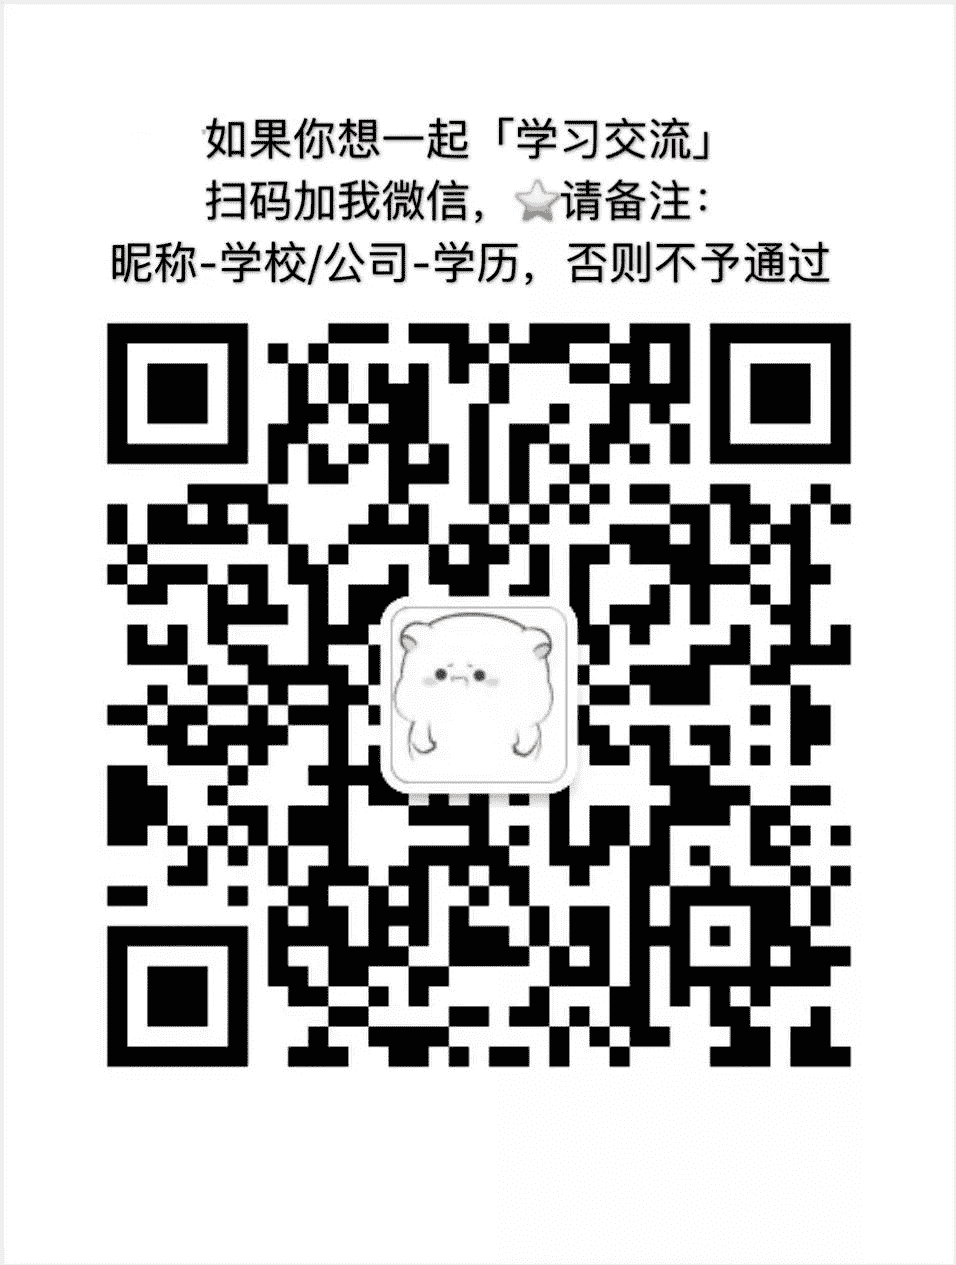 如果你想一起「学习交流」
扫码加我微信，⭐请备注：
昵称-学校/公司-学历，否则不予通过